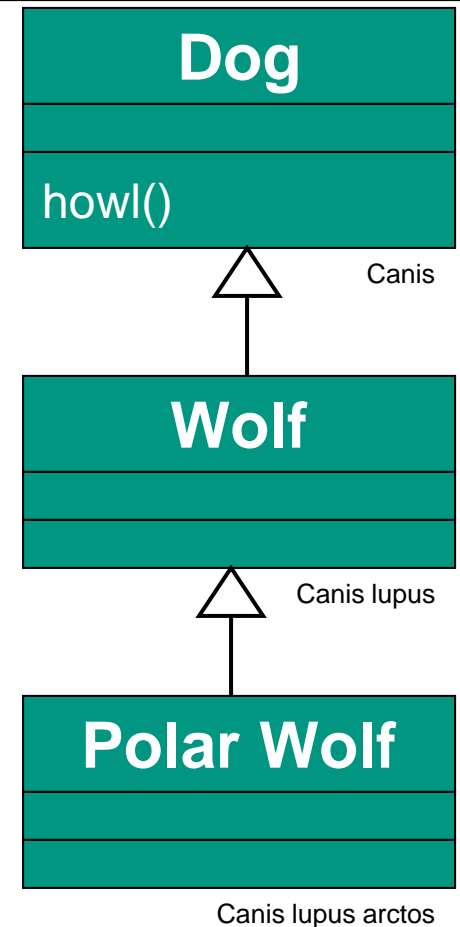 Dog
howl()
Canis
Wolf
Canis lupus
Polar Wolf
Canis lupus arctos